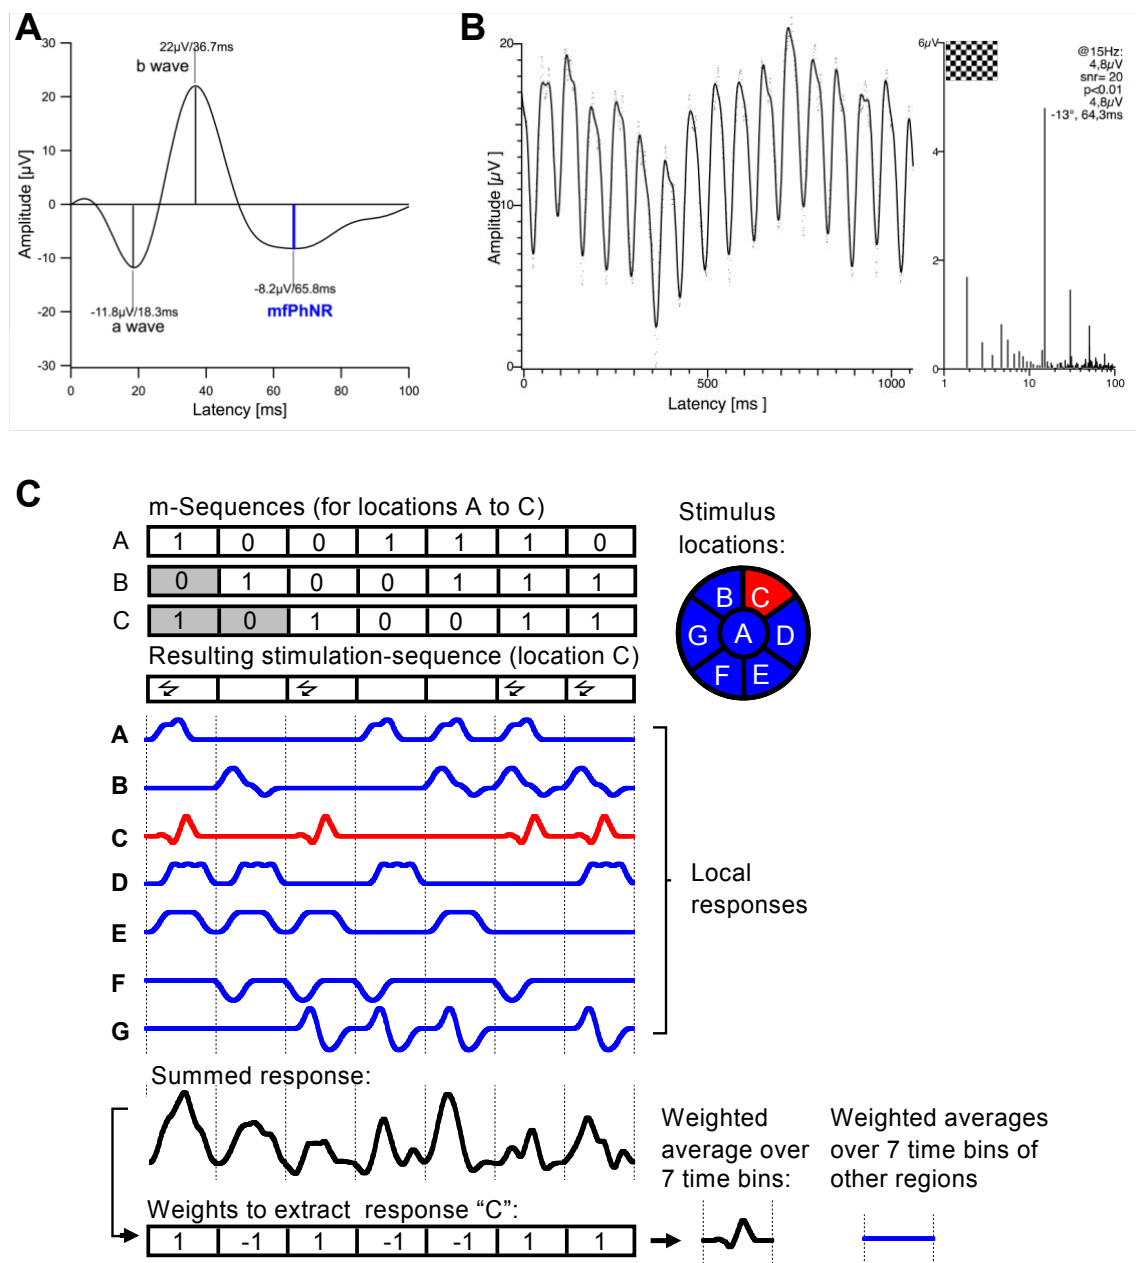 A
30
20
10
0
-10
-20
-30
Amplitude [µV]
22µV/36.7ms
b wave
-11.8µV/18.3ms
a wave
-8.2µV/65.8ms
mfPhNR
0 20 40 60 80 100
Latency [ms]
B
20
10
0
Amplitude [µV ]
0 500 1000
Latency [ms ]
6µV
4
2
@15Hz:
4,8µV
snr= 20
p<0.01
4,8µV
-13°, 64,3ms
1 10 100
C
m-Sequences (for locations A to C)
A 1 0 0 1 1 1 0
B 0 1 0 0 1 1 1
C 1 0 1 0 0 1 1
Resulting stimulation-sequence (location C)
Stimulus
locations:
B C
G A D
F E
A
B
C
D
E
F
G
Local
responses
Summed response:
Weights to extract response “C”:
1 -1 1 -1 -1 1 1
Weighted
average over
7 time bins:
Weighted averages
over 7 time bins of
other regions